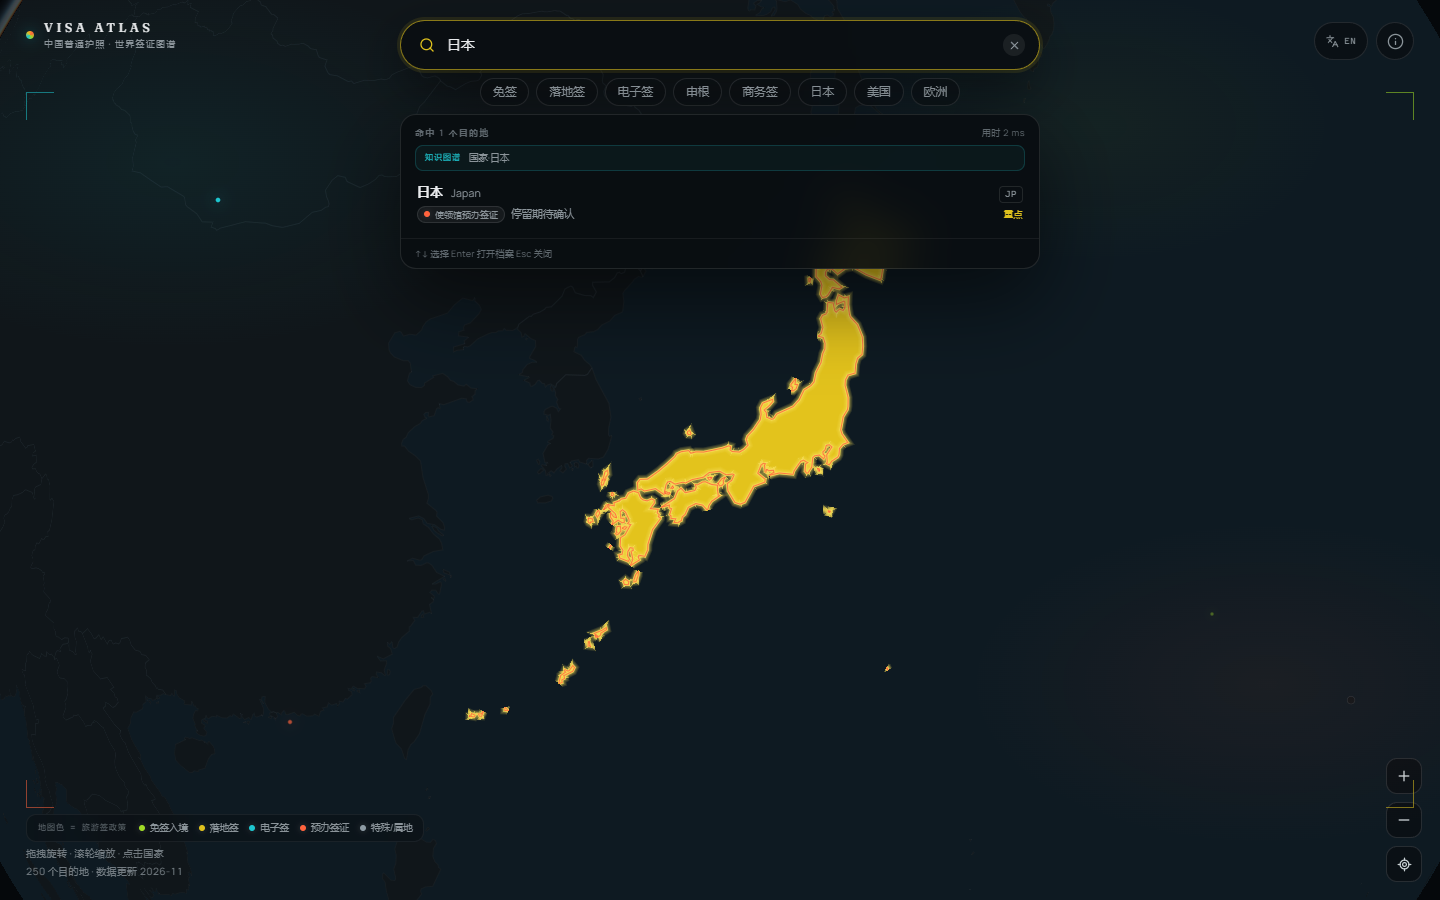 VISA ATLAS
中国普通护照 · 世界签证图谱
日本
EN
免签 落地签 电子签 申根 商务签 日本 美国 欧洲
命中 1 个目的地 用时 2 ms
知识图谱 国家·日本
日本 Japan JP
使领馆预办签证 停留期待确认 重点
↑↓ 选择 Enter 打开档案 Esc 关闭
地图色 = 旅游签政策 免签入境 落地签 电子签 预办签证 特殊/属地
拖拽旋转 · 滚轮缩放 · 点击国家
250 个目的地 · 数据更新 2026-11